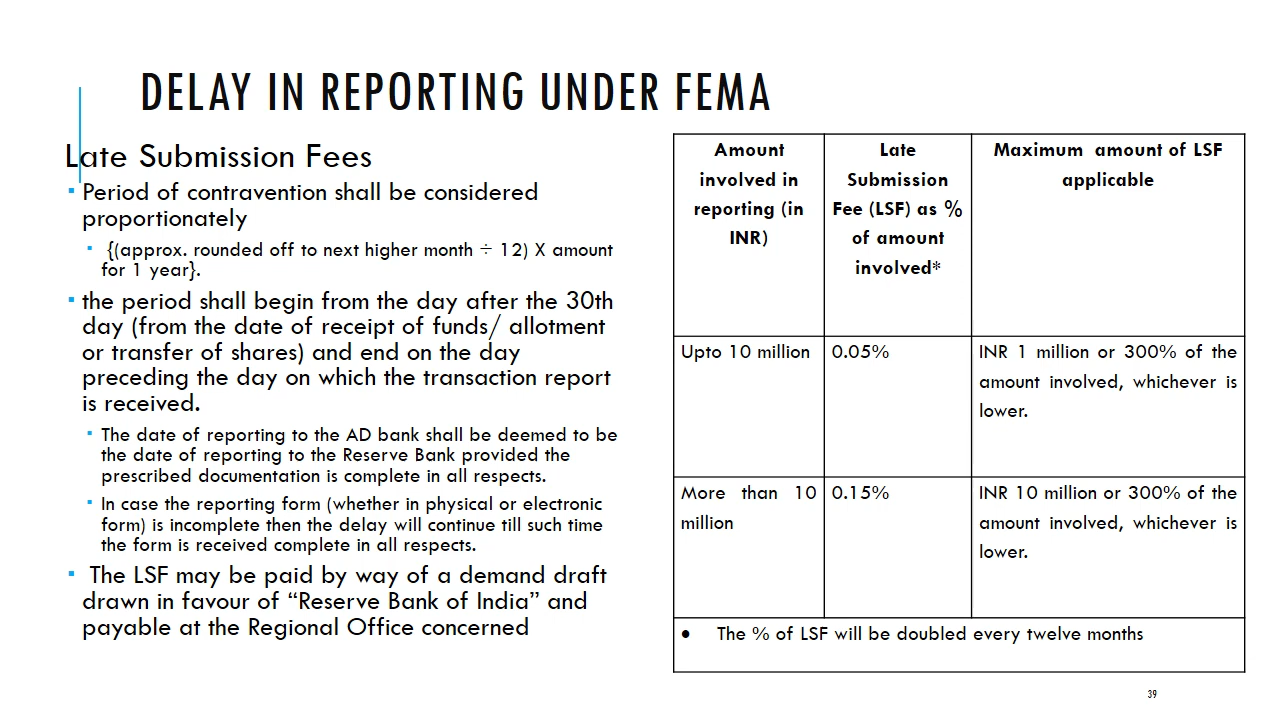 DELAY IN REPORTING UNDER FEMA
Late Submission Fees
▪ Period of contravention shall be considered
proportionately
▪ {(approx. rounded off to next higher month ÷ 12) X amount
for 1 year}.
▪ the period shall begin from the day after the 30th
day (from the date of receipt of funds/ allotment
or transfer of shares) and end on the day
preceding the day on which the transaction report
is received.
▪ The date of reporting to the AD bank shall be deemed to be
the date of reporting to the Reserve Bank provided the
prescribed documentation is complete in all respects.
▪ In case the reporting form (whether in physical or electronic
form) is incomplete then the delay will continue till such time
the form is received complete in all respects.
▪ The LSF may be paid by way of a demand draft
drawn in favour of “Reserve Bank of India” and
payable at the Regional Office concerned
Amount
involved in
reporting (in
INR)
Late
Submission
Fee (LSF) as %
of amount
involved*
Maximum amount of LSF
applicable
Upto 10 million
0.05%
INR 1 million or 300% of the
amount involved, whichever is
lower.
More than 10
million
0.15%
INR 10 million or 300% of the
amount involved, whichever is
lower.
● The % of LSF will be doubled every twelve months
39